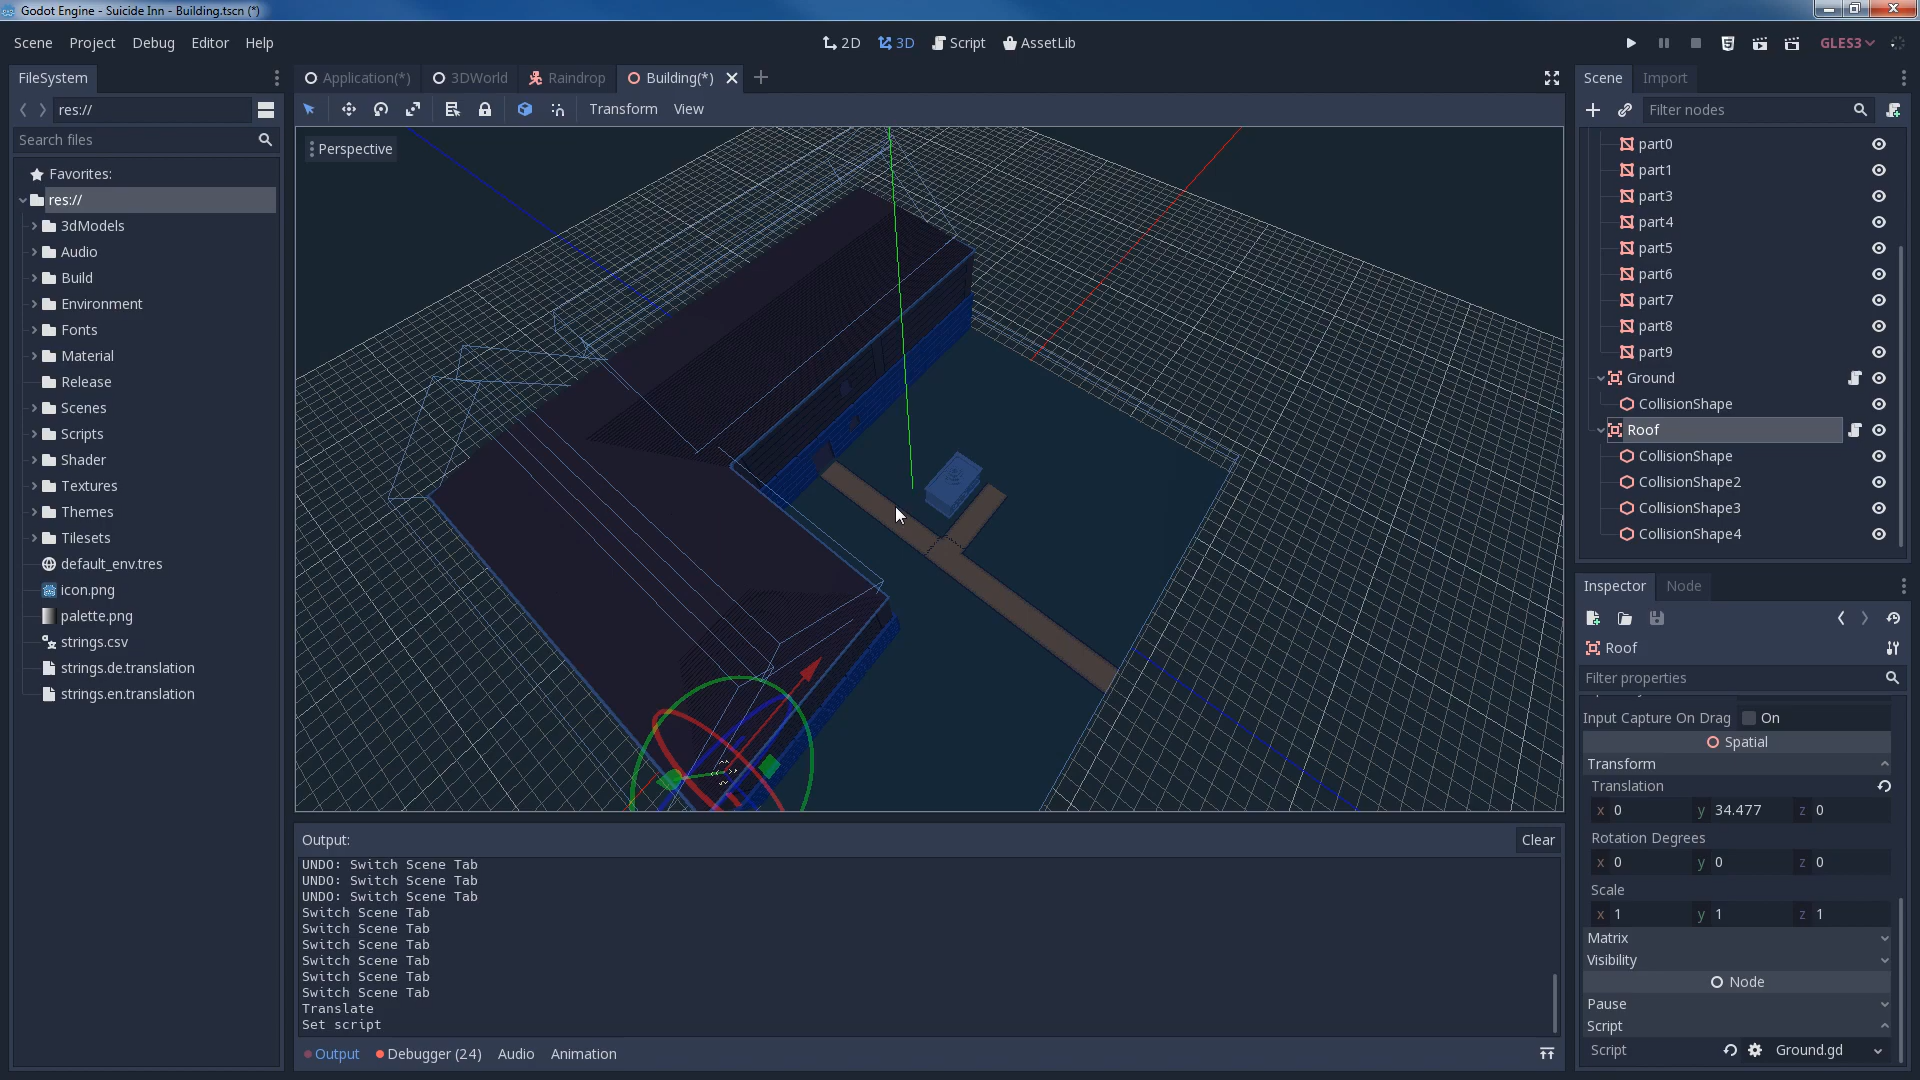 Godot Engine - Suicide Inn - Building.tscn (*)
Scene Project Debug Editor Help
2D 3D Script AssetLib
GLES3
FileSystem
res://
Search files
Favorites:
res://
3dModels
Audio
Build
Environment
Fonts
Material
Release
Scenes
Scripts
Shader
Textures
Themes
Tilesets
default_env.tres
icon.png
palette.png
strings.csv
strings.de.translation
strings.en.translation
Application(*) 3DWorld Raindrop Building(*)
Transform View
Perspective
Output:
Clear
UNDO: Switch Scene Tab
UNDO: Switch Scene Tab
UNDO: Switch Scene Tab
Switch Scene Tab
Switch Scene Tab
Switch Scene Tab
Switch Scene Tab
Switch Scene Tab
Switch Scene Tab
Translate
Set script
Output Debugger (24) Audio Animation
Scene Import
Filter nodes
part0
part1
part3
part4
part5
part6
part7
part8
part9
Ground
CollisionShape
Roof
CollisionShape
CollisionShape2
CollisionShape3
CollisionShape4
Inspector Node
Roof
Filter properties
Input Capture On Drag On
Spatial
Transform
Translation
x 0 y 34.477 z 0
Rotation Degrees
x 0 y 0 z 0
Scale
x 1 y 1 z 1
Matrix
Visibility
Node
Pause
Script
Script Ground.gd